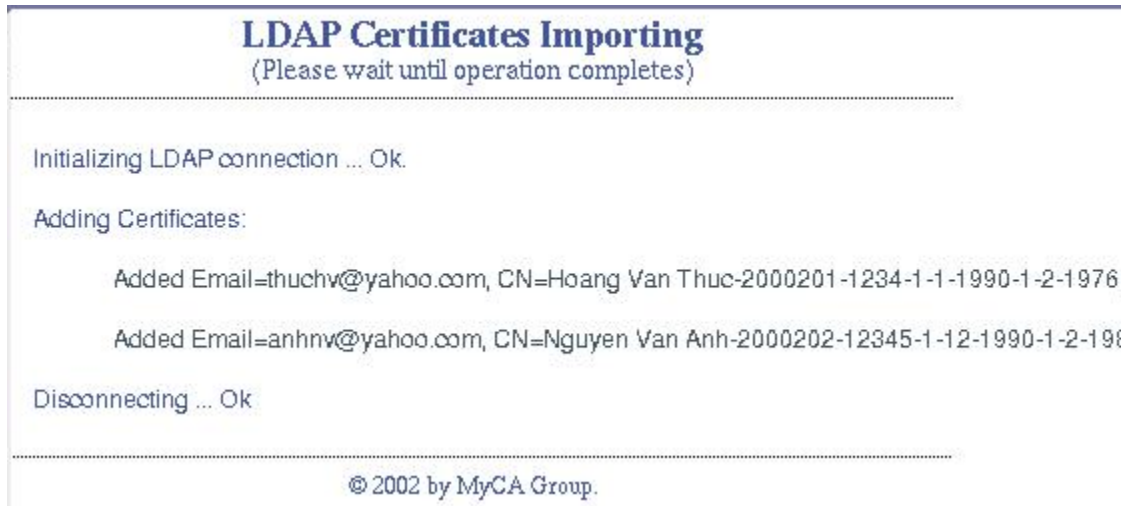 LDAP Certificates Importing
(Please wait until operation completes)
Initializing LDAP connection ... Ok.
Adding Certificates:
Added Email=thuchv@yahoo.com, CN=Hoang Van Thuc-2000201-1234-1-1-1990-1-2-1976
Added Email=anhnv@yahoo.com, CN=Nguyen Van Anh-2000202-12345-1-12-1990-1-2-198
Disconnecting ... Ok
© 2002 by MyCA Group.